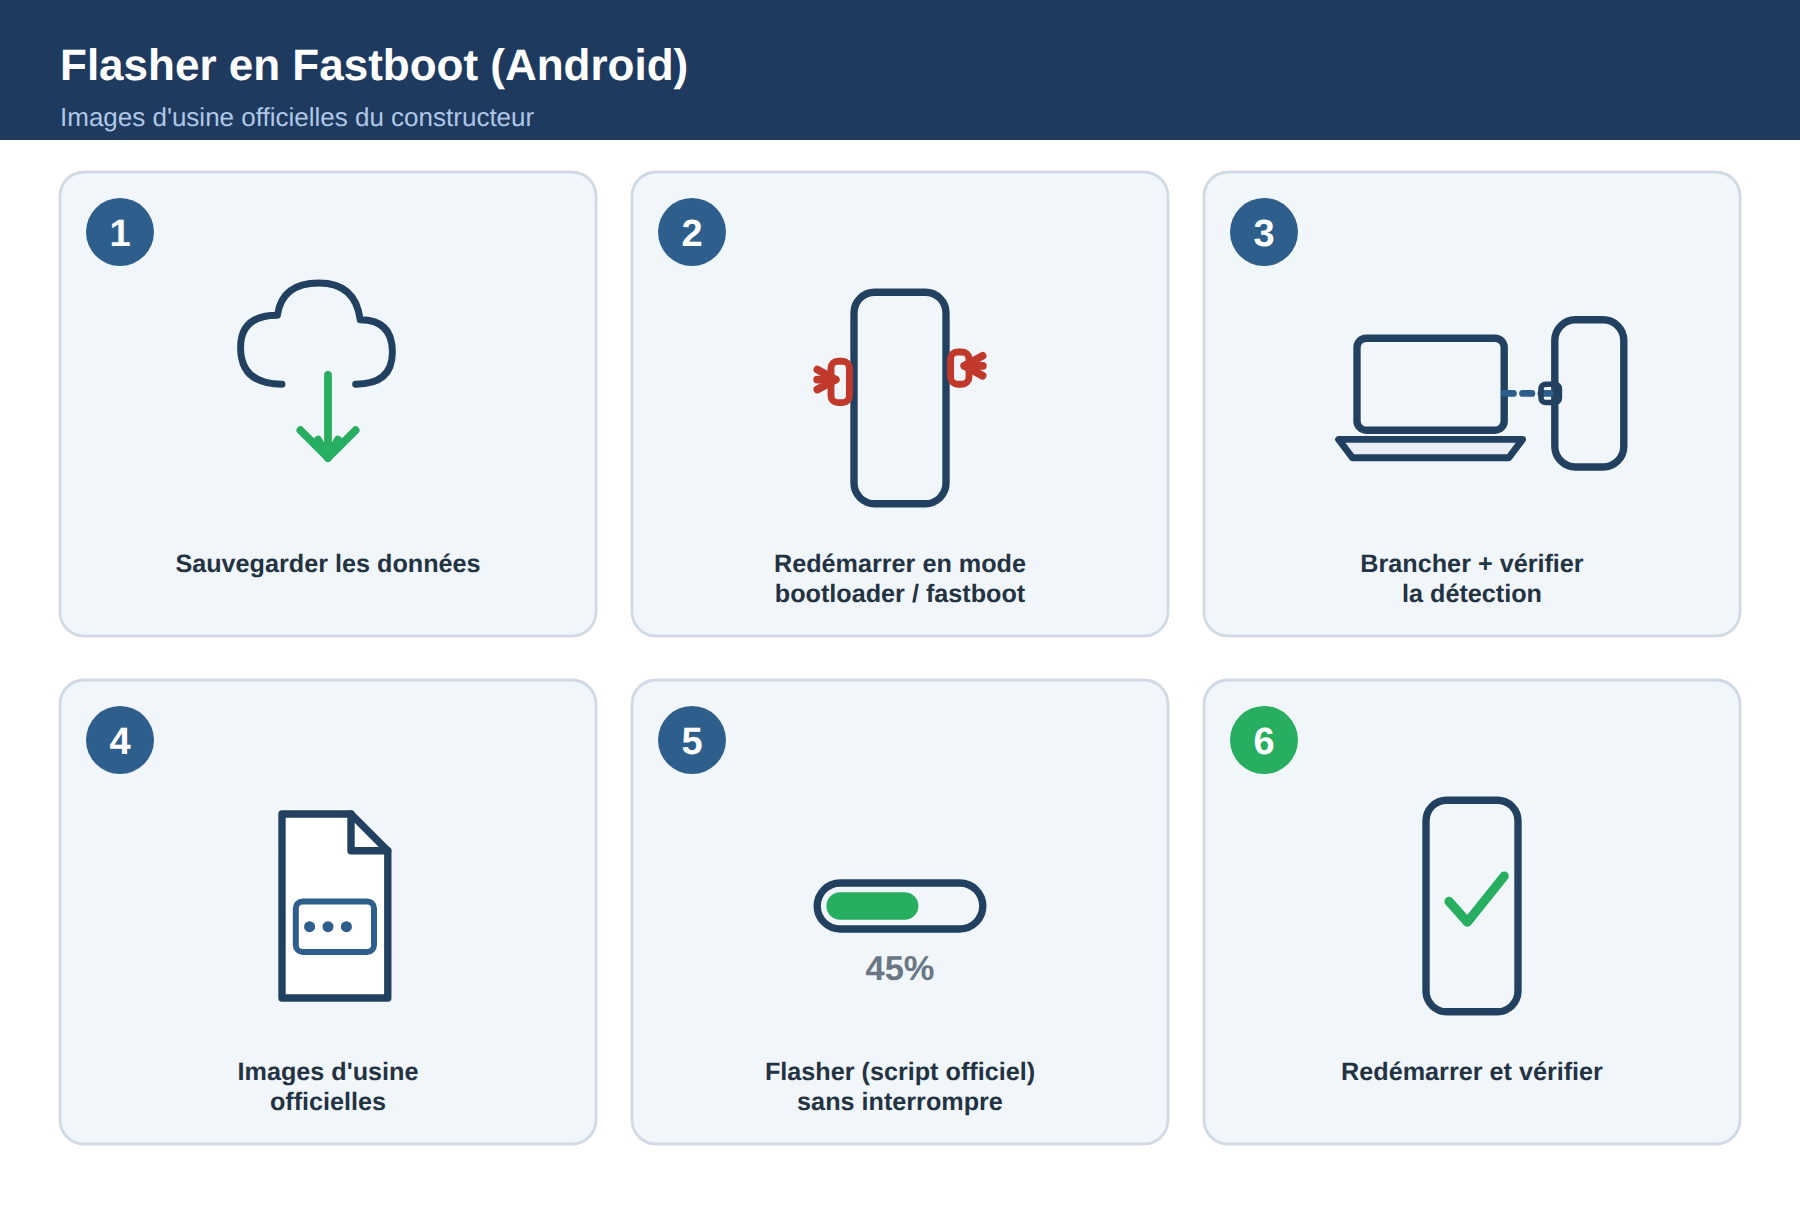 Flasher en Fastboot (Android)
Images d'usine officielles du constructeur
1
Sauvegarder les données
2
Redémarrer en mode
bootloader / fastboot
3
Brancher + vérifier
la détection
4
Images d'usine
officielles
5
45%
Flasher (script officiel)
sans interrompre
6
Redémarrer et vérifier